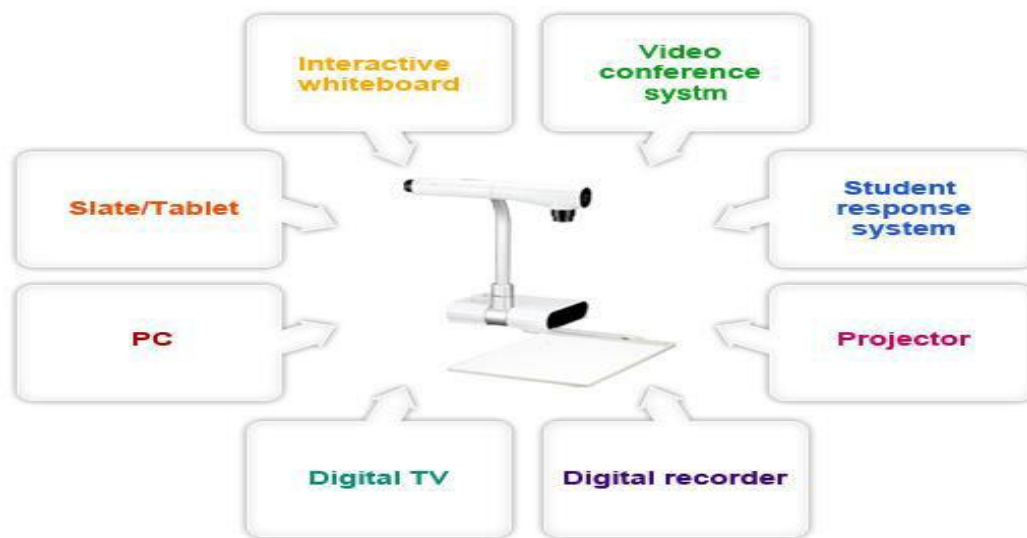 Interactive
whiteboard
Video
conference
systm
Slate/Tablet
Student
response
system
PC
Projector
Digital TV
Digital recorder